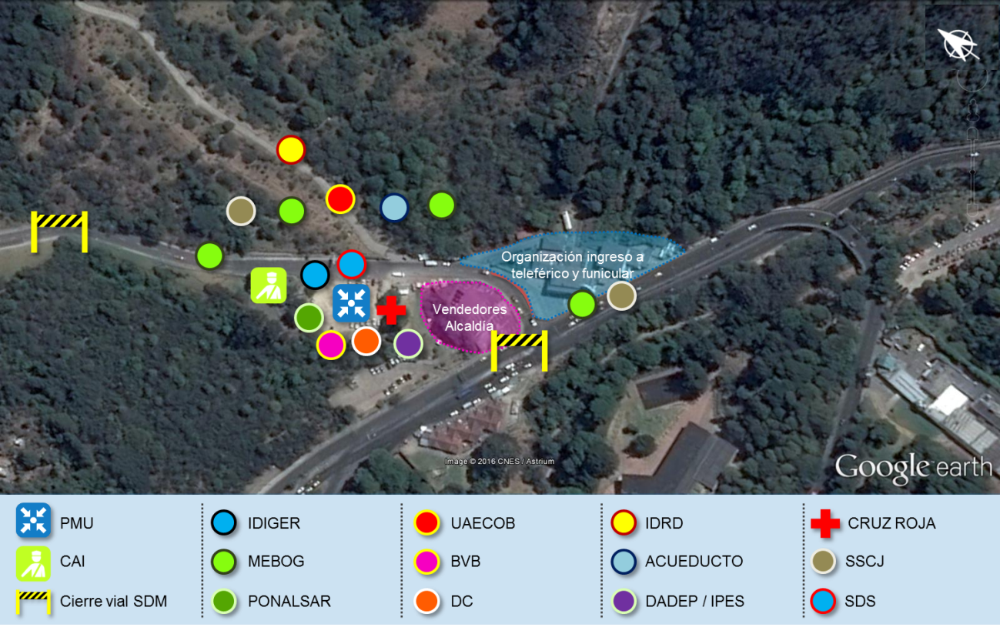 Organización ingreso a
teleférico y funicular
Vendedores
Alcaldía
Image © 2016 CNES / Astrium
Google earth
PMU
CAI
Cierre vial SDM
IDIGER
MEBOG
PONALSAR
UAECOB
BVB
DC
IDRD
ACUEDUCTO
DADEP / IPES
CRUZ ROJA
SSCJ
SDS